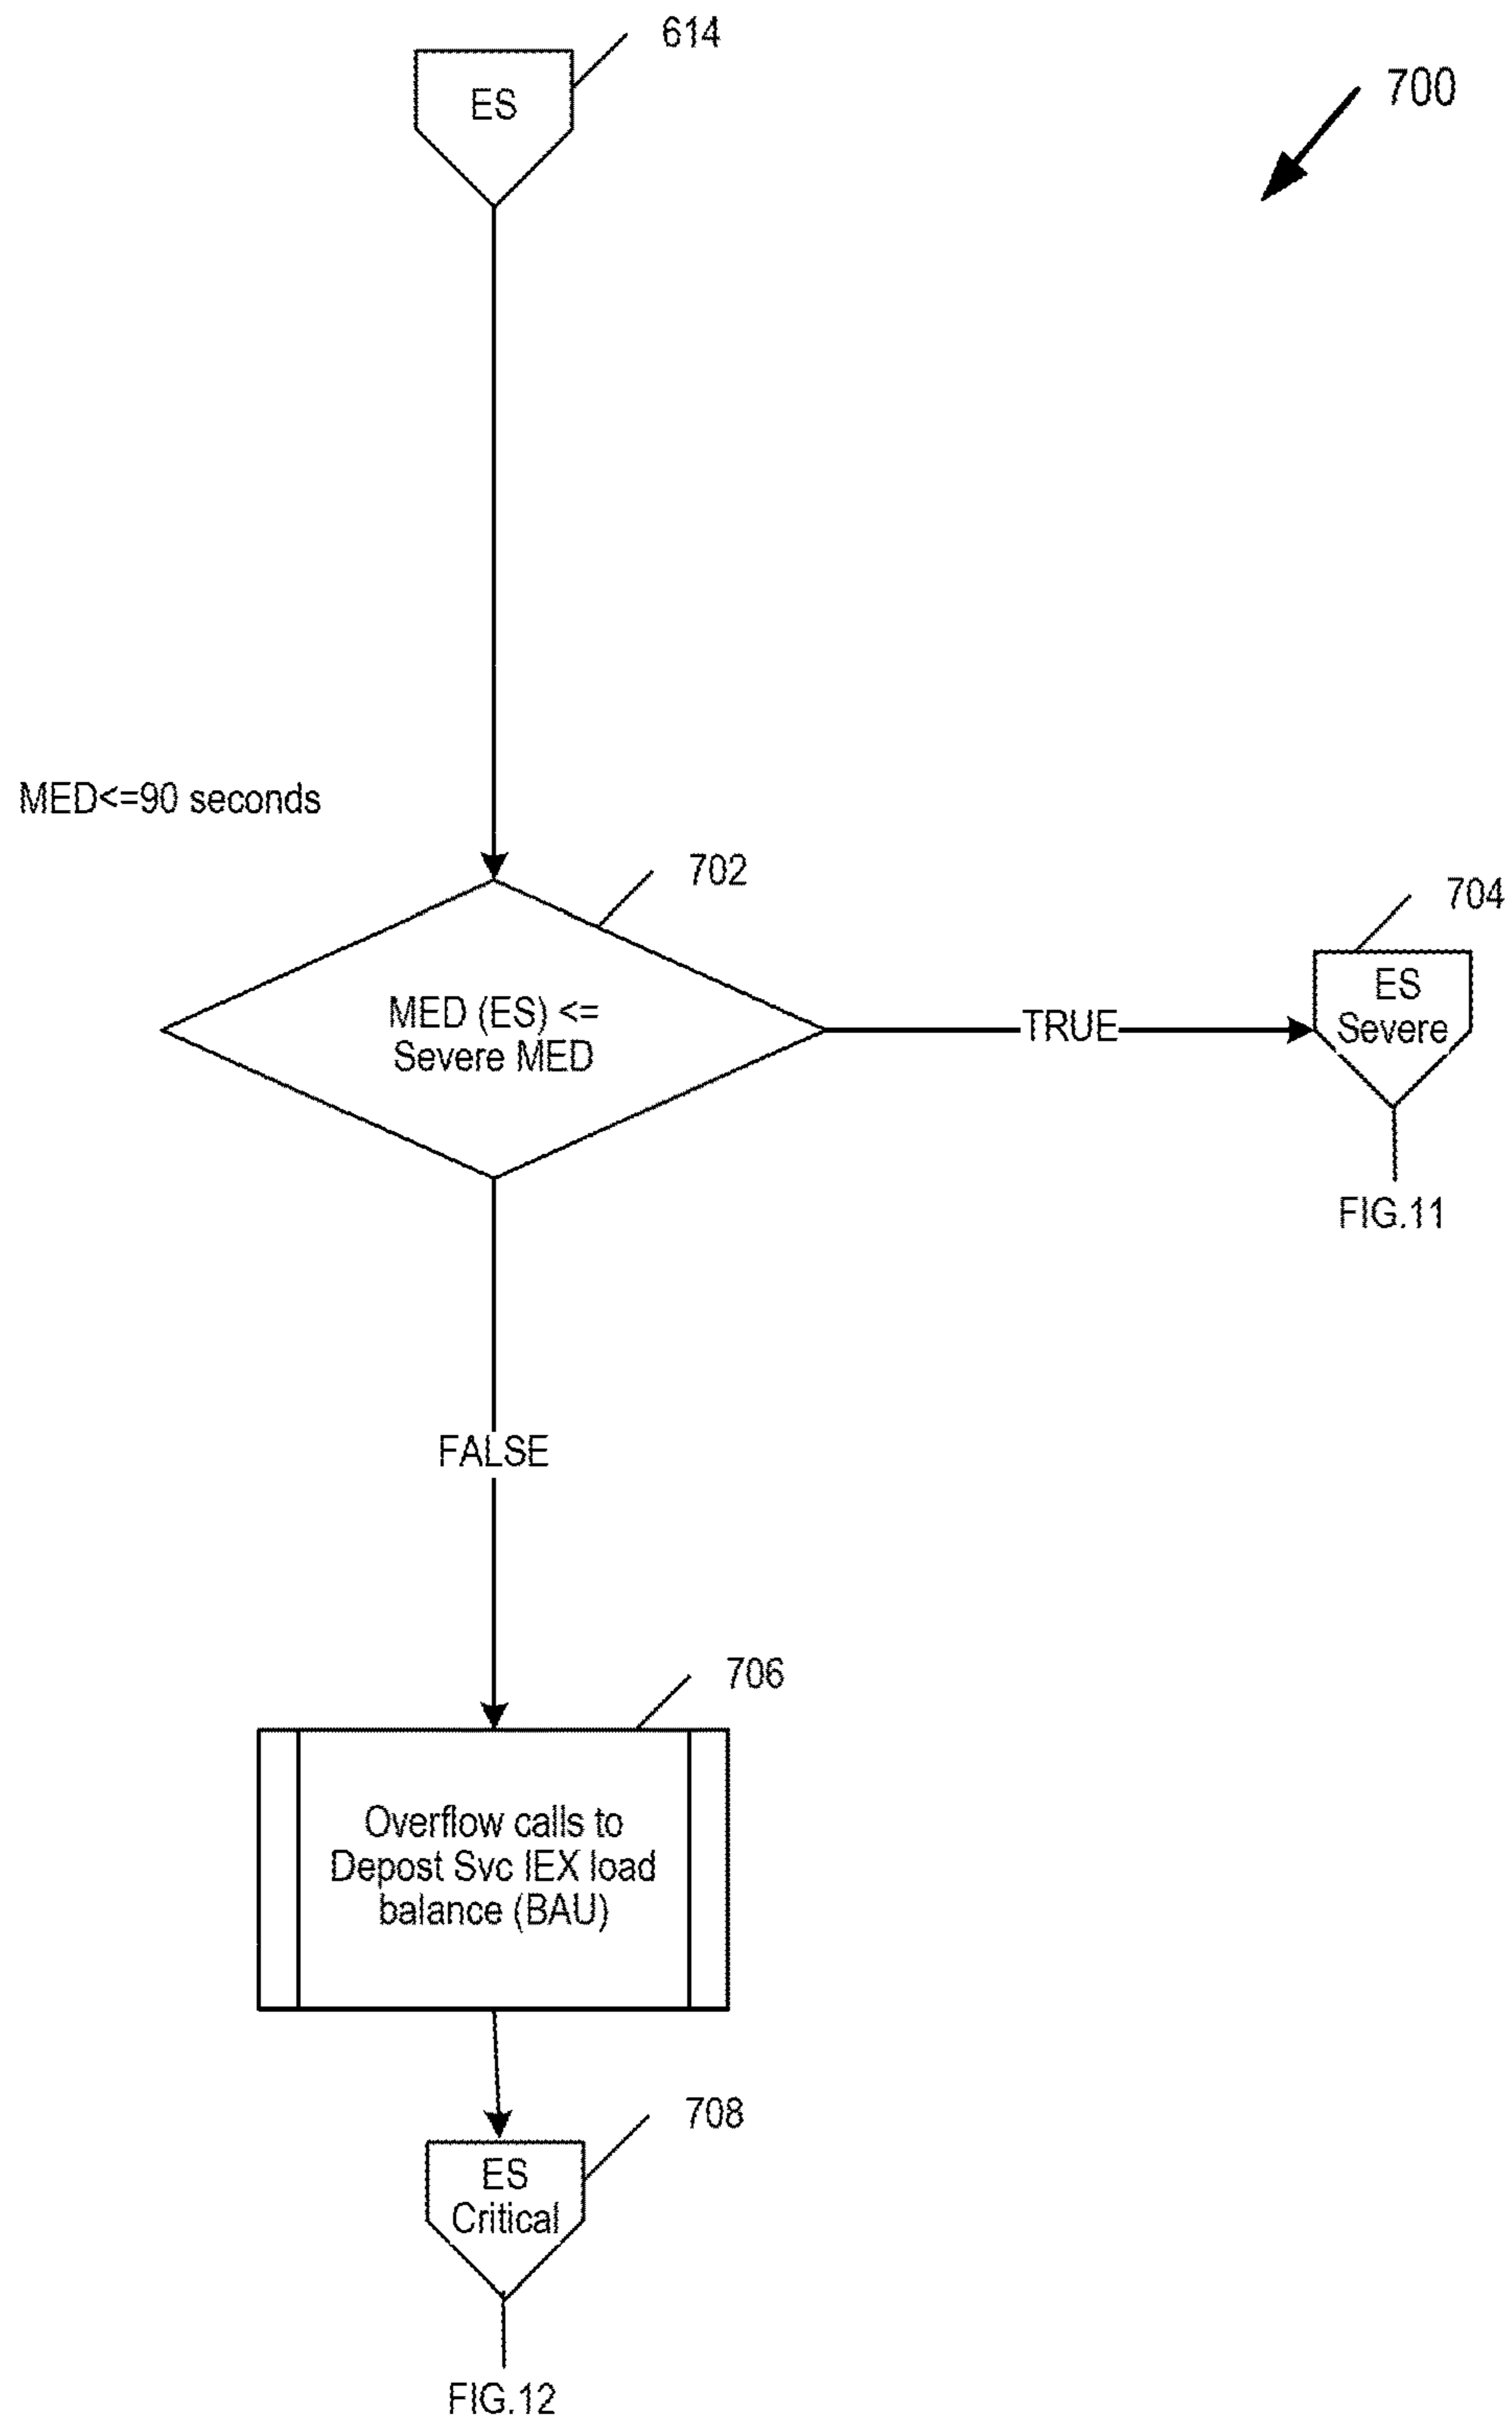 614
700
ES
MED<=90 seconds
702
704
ES
Severe
MED (ES) <=
Severe MED
TRUE
FIG.11
FALSE
706
Overflow calls to
Depost Svc IEX load
balance (BAU)
708
ES
Critical
FIG.12